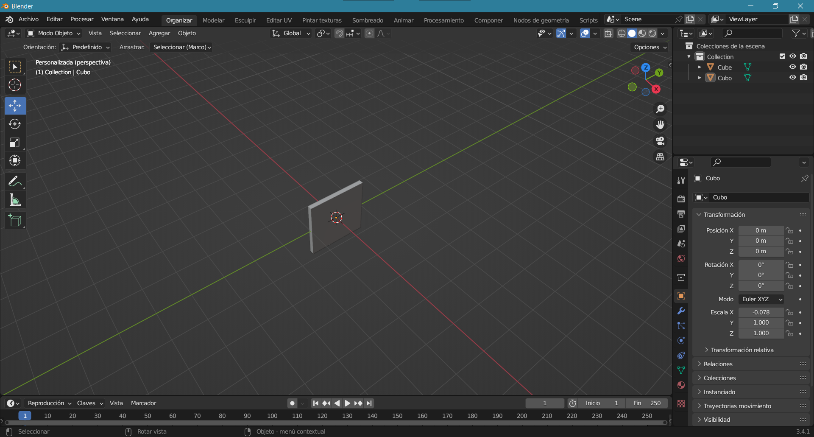 Blender
Archivo Editar Procesar Ventana Ayuda Organizar Modelar Esculpir Editar UV Pintar texturas Sombreado Animar Procesamiento Componer Nodos de geometría Scripts Scene ViewLayer
Modo Objeto Vista Seleccionar Agregar Objeto Global
Orientación: Predefinido Arrastrar: Seleccionar (Marco) Opciones
Personalizada (perspectiva)
(1) Collection | Cubo
Z
Y
X
Colecciones de la escena
Collection
Cube
Cubo
Cubo
Cubo
Transformación
Posición X 0 m
Y 0 m
Z 0 m
Rotación X 0°
Y 0°
Z 0°
Modo Euler XYZ
Escala X -0.078
Y 1.000
Z 1.000
Transformación relativa
Relaciones
Colecciones
Instanciado
Trayectorias movimiento
Visibilidad
Reproducción Claves Vista Marcador 1 Inicio 1 Fin 250
1 10 20 30 40 50 60 70 80 90 100 110 120 130 140 150 160 170 180 190 200 210 220 230 240 250
Seleccionar Rotar vista Objeto - menú contextual 3.4.1